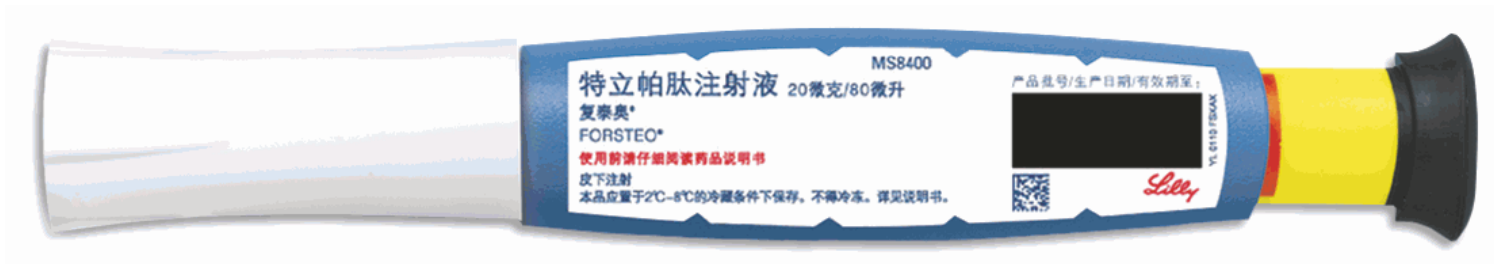 MS8400
特立帕肽注射液 20微克/80微升
复泰奥®
FORSTEO®
使用前请仔细阅读药品说明书
皮下注射
本品应置于2℃-8℃的冷藏条件下保存。不得冷冻。详见说明书。
产品批号/生产日期/有效期至:
YL 0110 FSXAX
Lilly